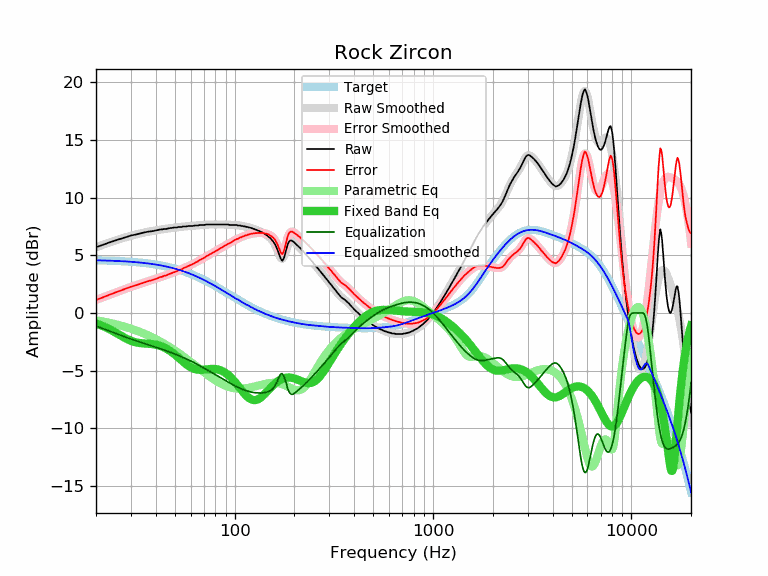 Rock Zircon
20
15
10
5
0
−5
−10
−15
Amplitude (dBr)
Target
Raw Smoothed
Error Smoothed
Raw
Error
Parametric Eq
Fixed Band Eq
Equalization
Equalized smoothed
100 1000 10000
Frequency (Hz)